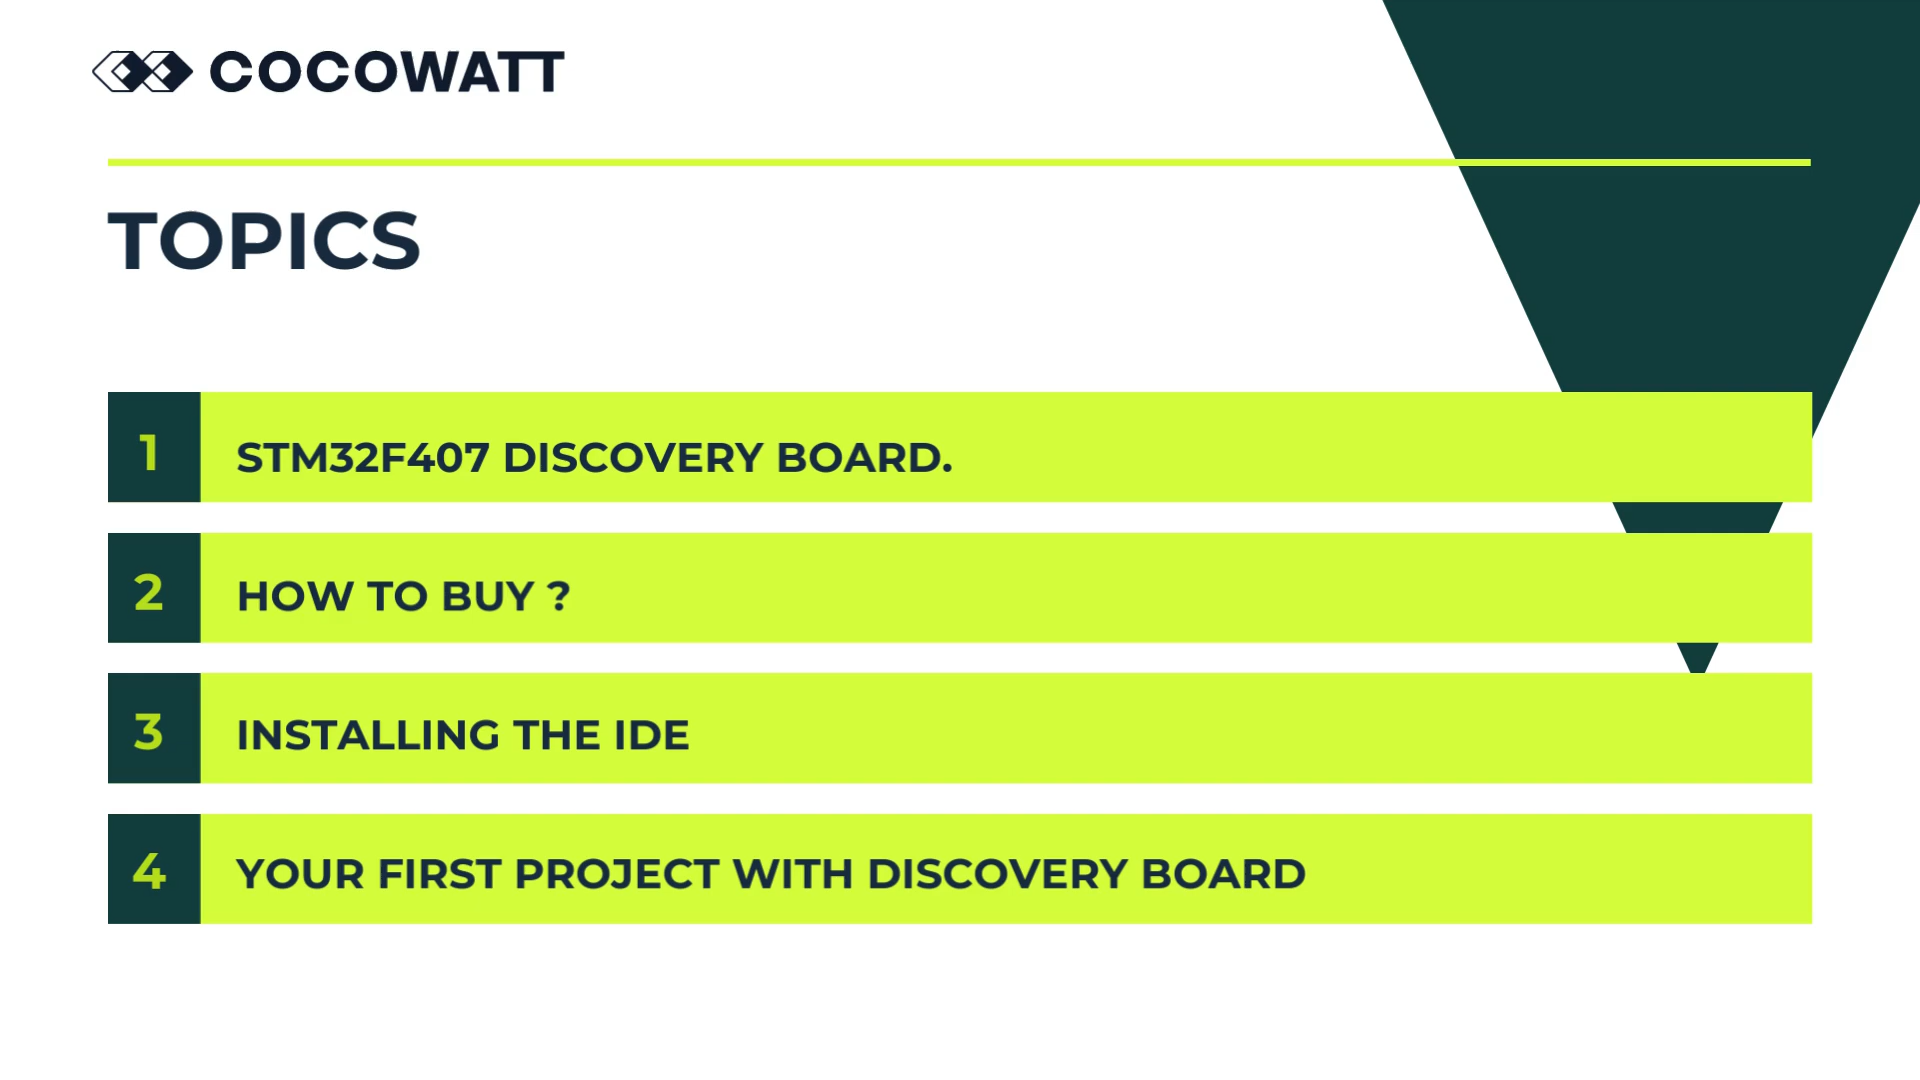 COCOWATT
TOPICS
1 STM32F407 DISCOVERY BOARD.
2 HOW TO BUY ?
3 INSTALLING THE IDE
4 YOUR FIRST PROJECT WITH DISCOVERY BOARD